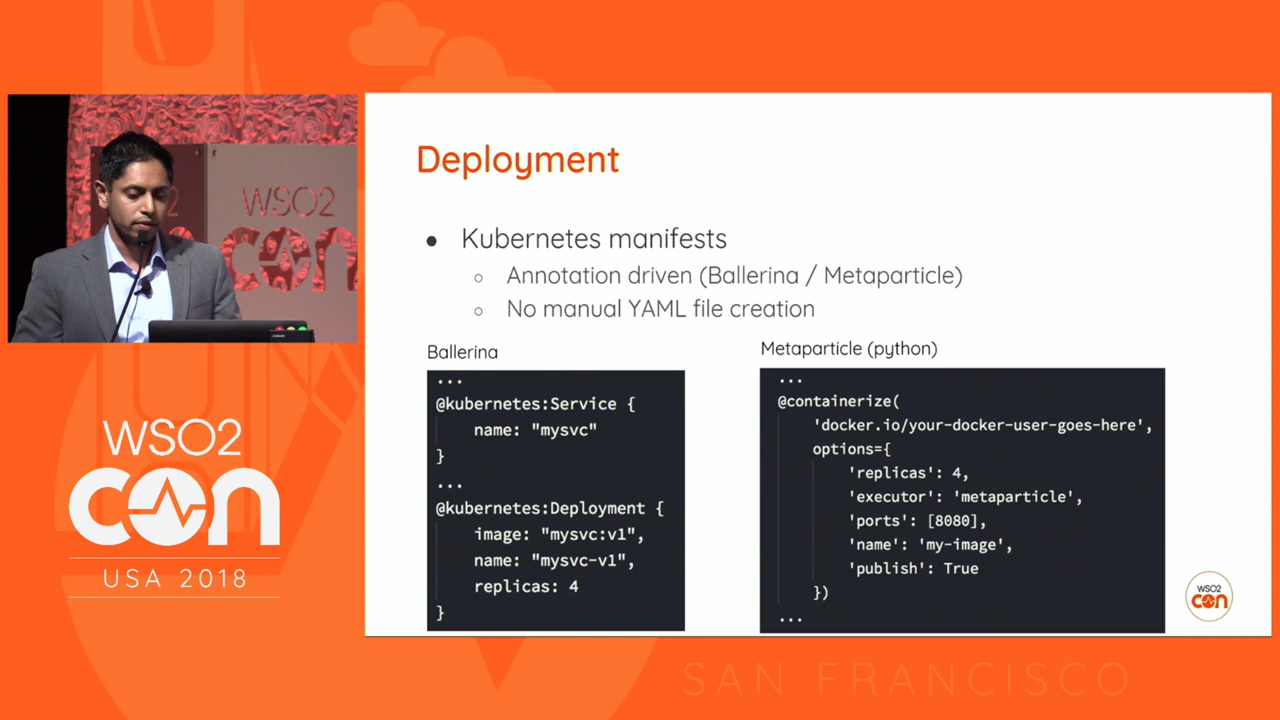 WSO2
CON
WSO2
CON
USA 2018
Deployment
● Kubernetes manifests
○ Annotation driven (Ballerina / Metaparticle)
○ No manual YAML file creation
Ballerina
...
@kubernetes:Service {
name: "mysvc"
}
...
@kubernetes:Deployment {
image: "mysvc:v1",
name: "mysvc-v1",
replicas: 4
}
Metaparticle (python)
...
@containerize(
'docker.io/your-docker-user-goes-here',
options={
'replicas': 4,
'executor': 'metaparticle',
'ports': [8080],
'name': 'my-image',
'publish': True
})
...
WSO2
CON
SAN FRANCISCO